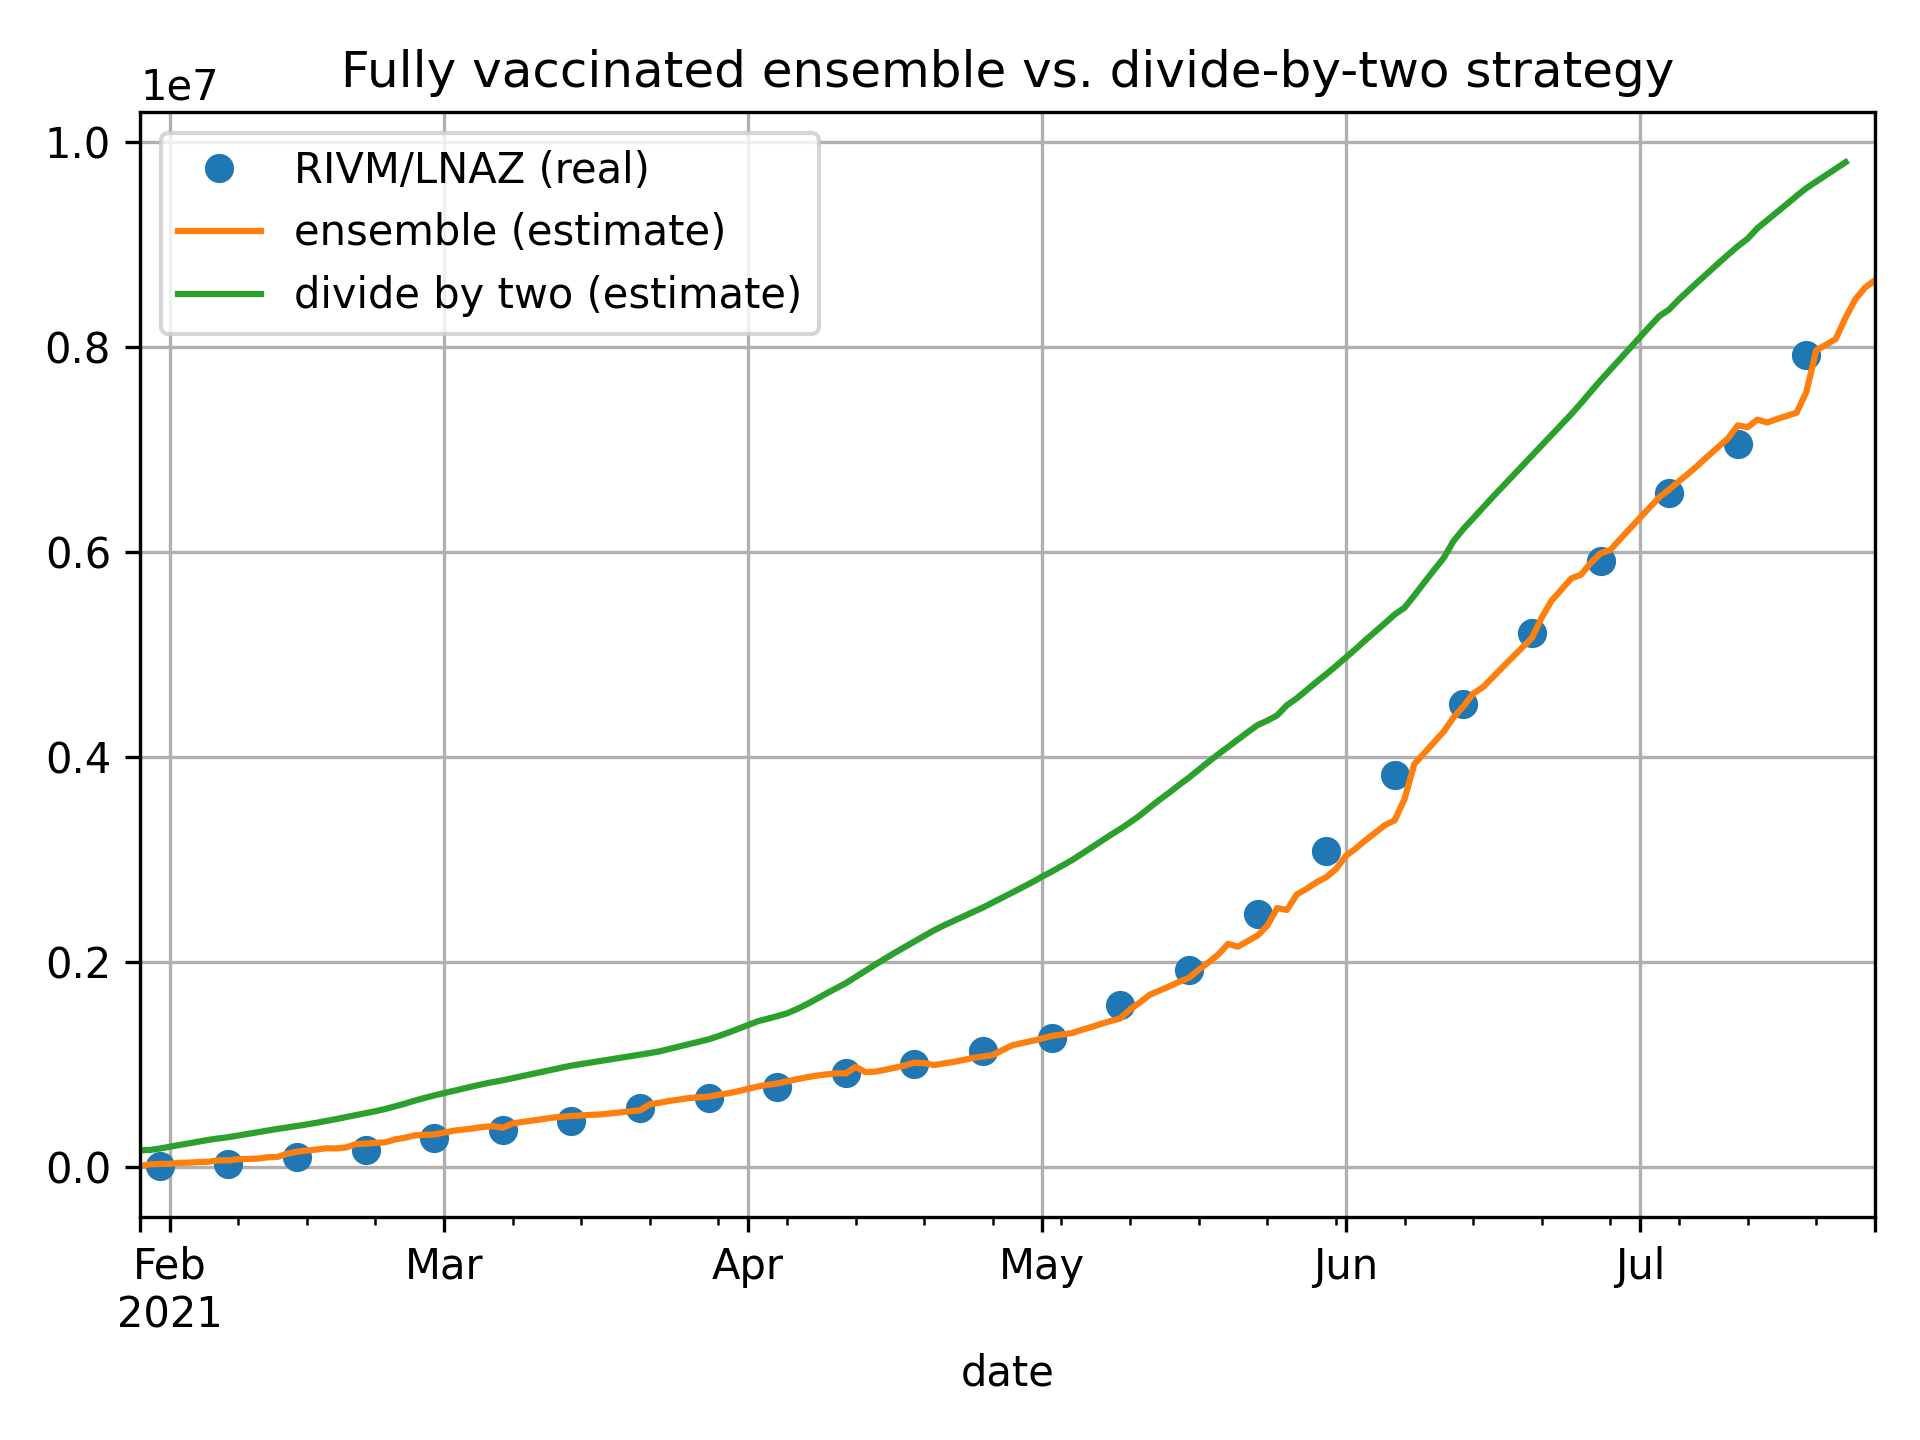 Fully vaccinated ensemble vs. divide-by-two strategy
1e7
RIVM/LNAZ (real)
ensemble (estimate)
divide by two (estimate)
1.0
0.8
0.6
0.4
0.2
0.0
Feb Mar Apr May Jun Jul
2021
date